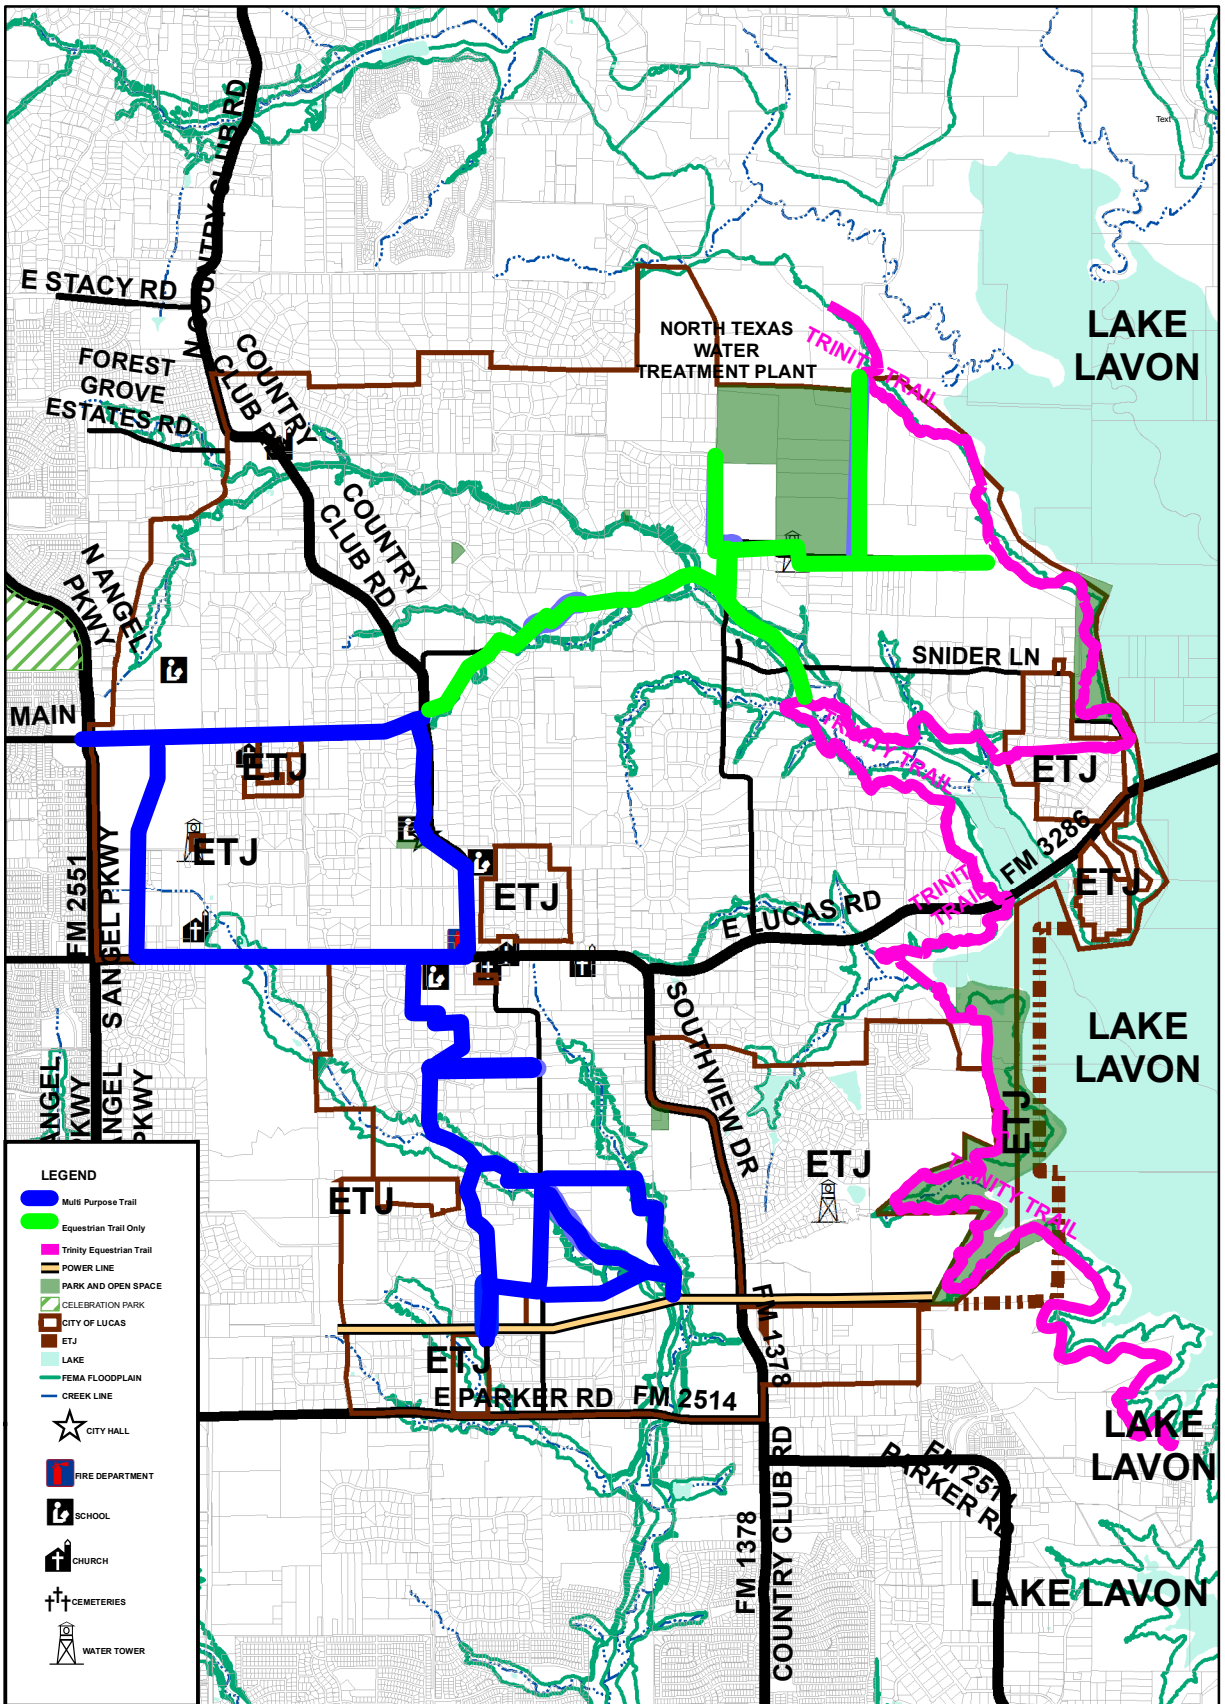 Text
N COUNTRY CLUB RD
E STACY RD
LAKE
LAVON
NORTH TEXAS
WATER
TREATMENT PLANT
TRINITY TRAIL
COUNTRY
CLUB RD
FOREST
GROVE
ESTATES RD
COUNTRY
CLUB RD
N ANGEL
PKWY
SNIDER LN
MAIN
TRINITY TRAIL
ETJ
ETJ
FM 3286
ETJ
FM 2551
S ANGEL PKWY
ETJ
ETJ
TRINITY
TRAIL
E LUCAS RD
SOUTHVIEW DR
LAKE
LAVON
ANGEL
PKWY
ANGEL
PKWY
ETJ
ETJ
ETJ
TRINITY TRAIL
FM 1378
ETJ
E PARKER RD
FM 2514
LAKE
LAVON
FM 2514
PARKER RD
FM 1378
COUNTRY CLUB RD
LAKE LAVON
LEGEND
Multi Purpose Trail
Equestrian Trail Only
Trinity Equestrian Trail
POWER LINE
PARK AND OPEN SPACE
CELEBRATION PARK
CITY OF LUCAS
ETJ
LAKE
FEMA FLOODPLAIN
CREEK LINE
CITY HALL
FIRE DEPARTMENT
SCHOOL
CHURCH
CEMETERIES
WATER TOWER